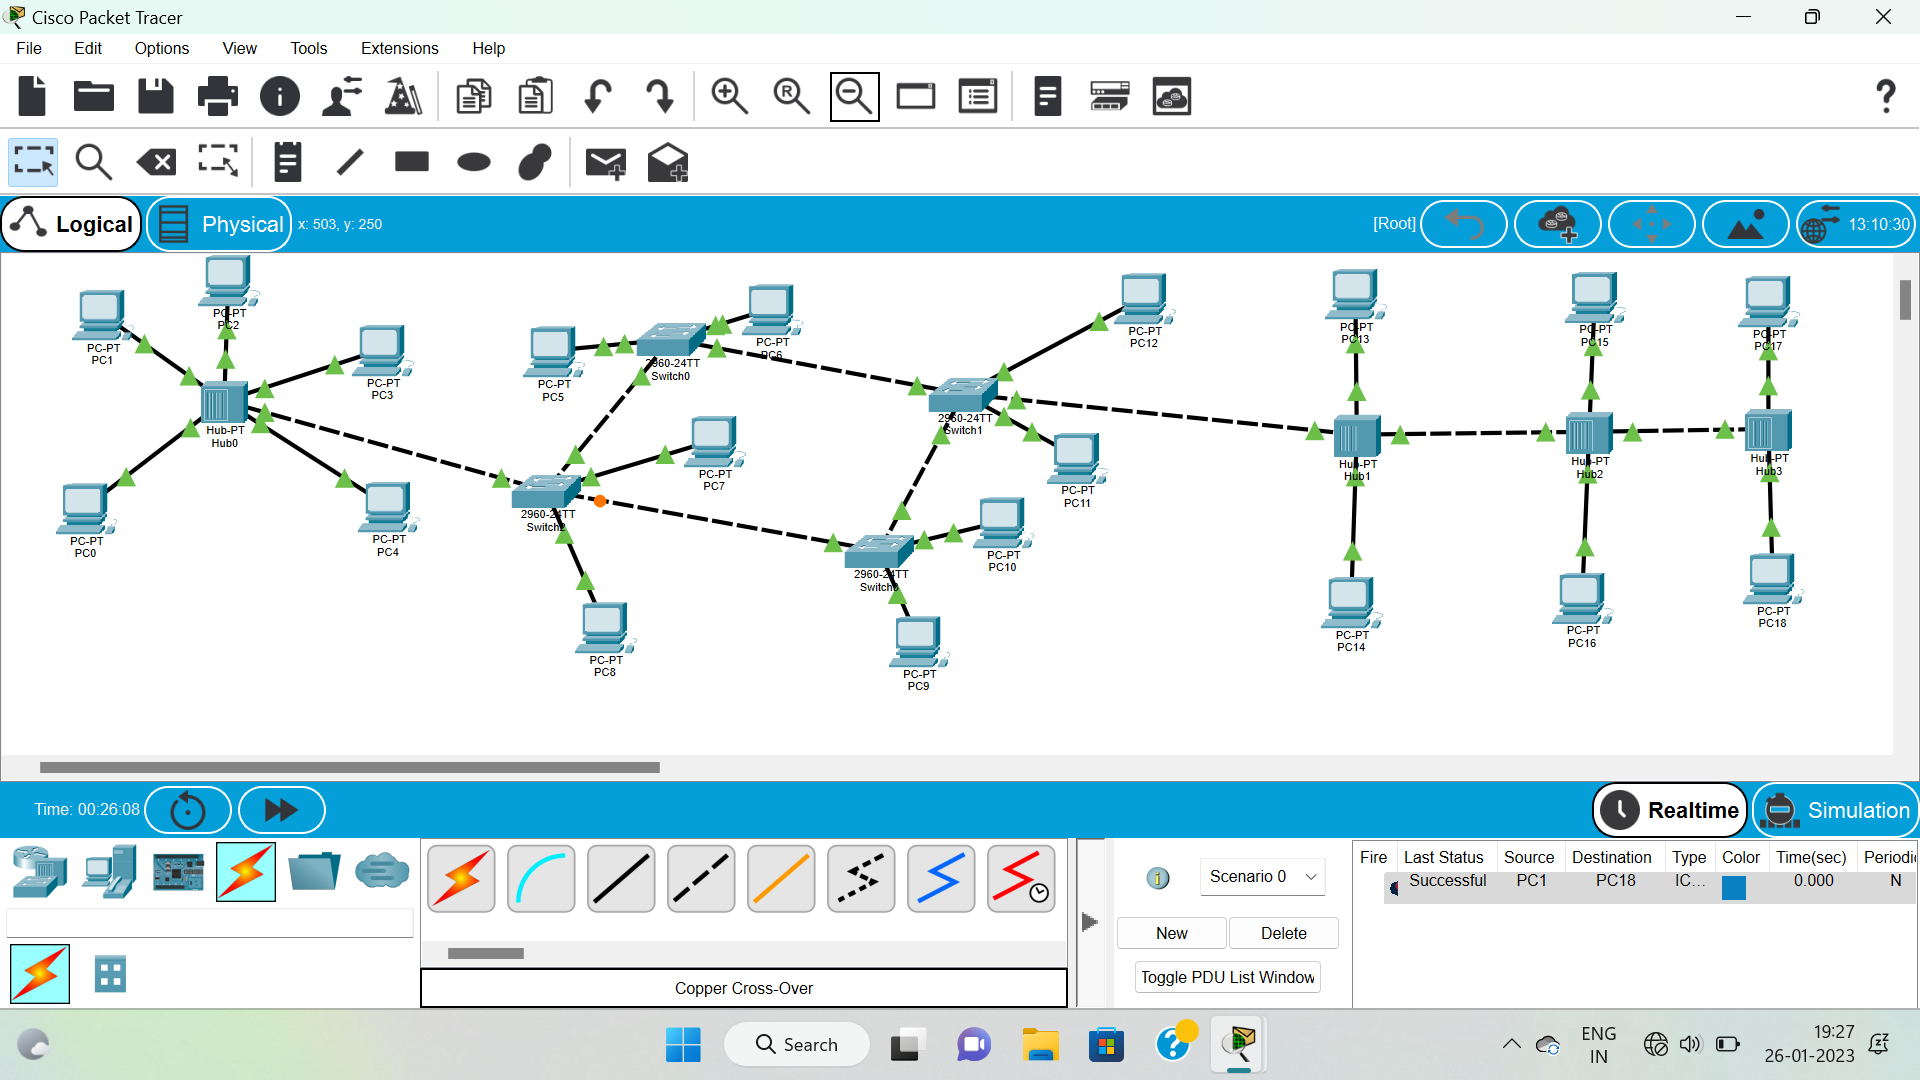 Cisco Packet Tracer
File Edit Options View Tools Extensions Help
Logical Physical x: 503, y: 250 [Root] 13:10:30
PC-PT
PC1
PC-PT
PC2
PC-PT
PC3
Hub-PT
Hub0
PC-PT
PC0
PC-PT
PC4
PC-PT
PC5
2960-24TT
Switch0
PC-PT
PC6
PC-PT
PC7
2960-24TT
Switch2
PC-PT
PC8
2960-24TT
Switch1
PC-PT
PC12
PC-PT
PC11
PC-PT
PC10
2960-24TT
PC-PT
PC9
PC-PT
PC13
Hub-PT
Hub1
PC-PT
PC14
PC-PT
PC15
Hub-PT
Hub2
PC-PT
PC16
PC-PT
PC17
Hub-PT
Hub3
PC-PT
PC18
Time: 00:26:08 Realtime Simulation
Scenario 0
New Delete
Toggle PDU List Window
Copper Cross-Over
Fire Last Status Source Destination Type Color Time(sec) Periodic
Successful PC1 PC18 IC... 0.000 N
Search
ENG
IN
19:27
26-01-2023